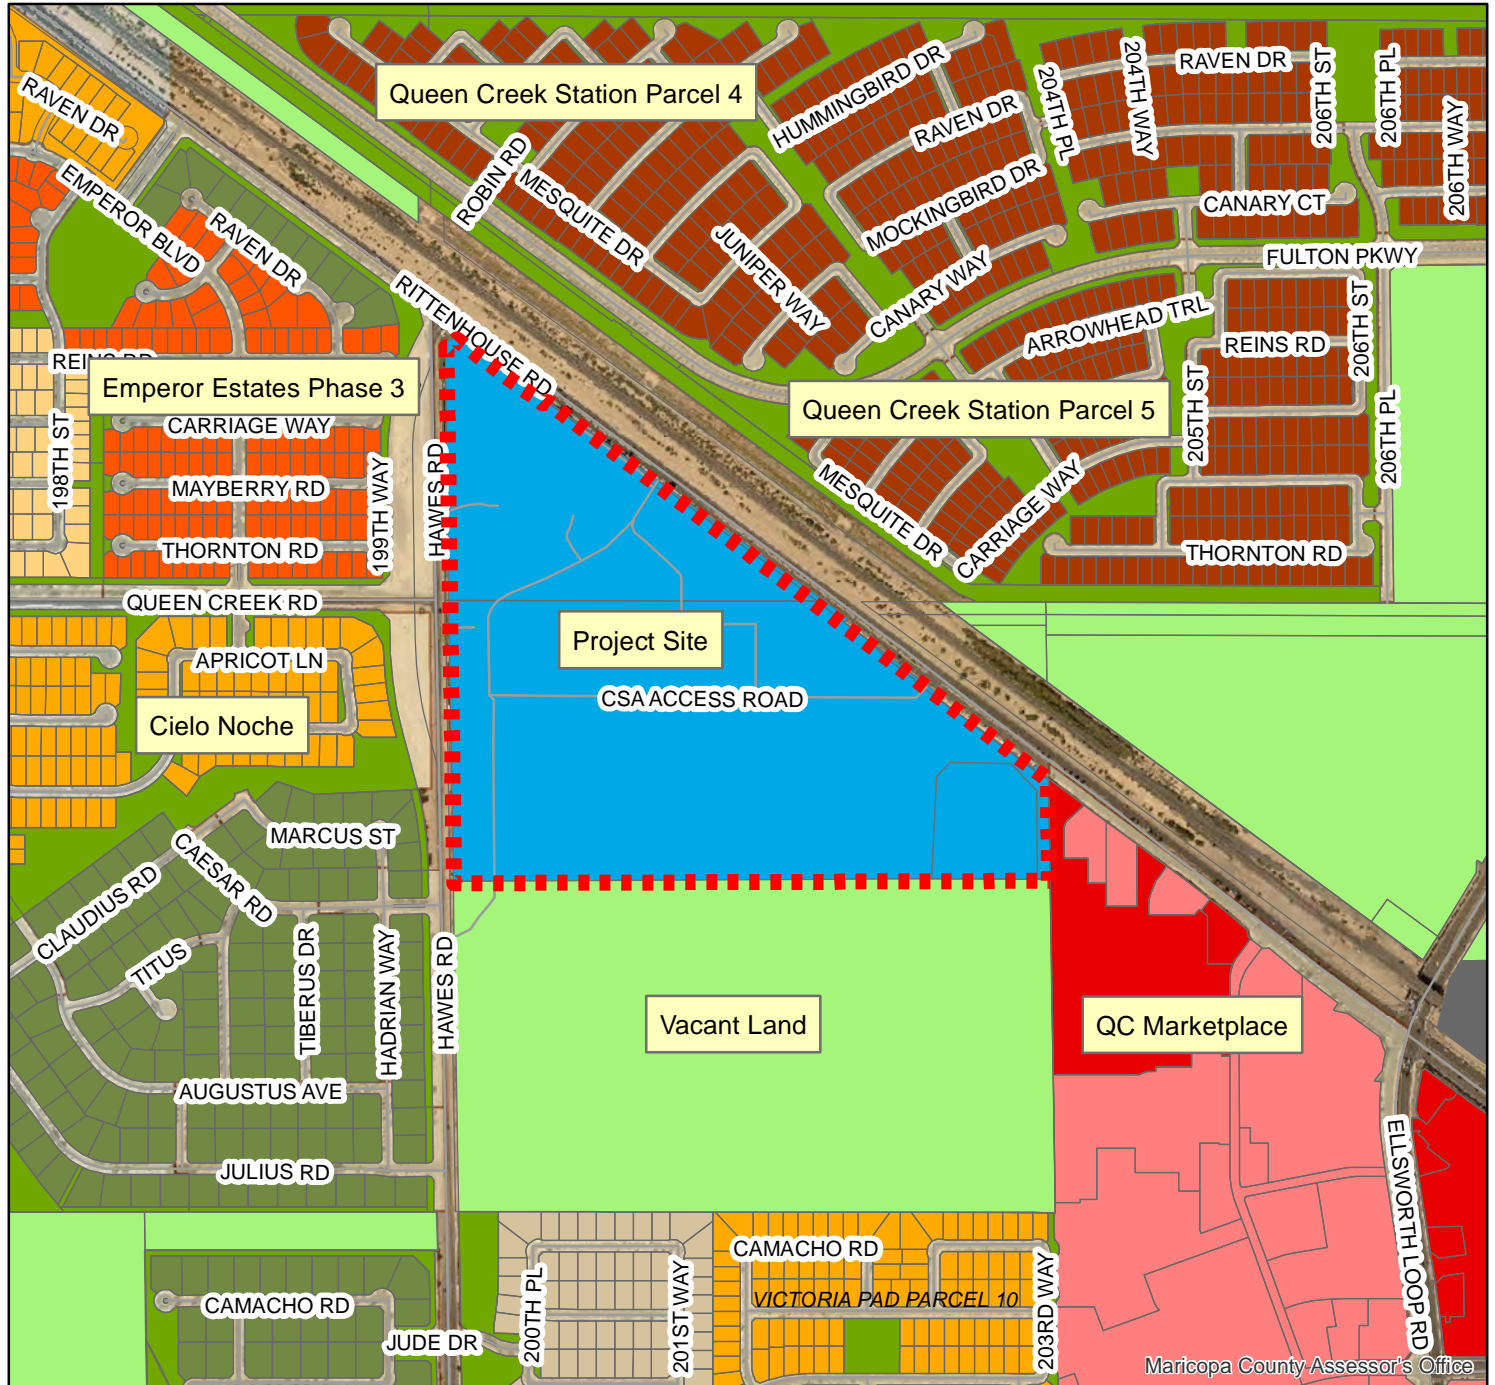 Queen Creek Station Parcel 4
HUMMINGBIRD DR
204TH PL
204TH WAY
RAVEN DR
206TH ST
206TH PL
206TH WAY
RAVEN DR
RAVEN DR
ROBIN RD
MESQUITE DR
MOCKINGBIRD DR
CANARY CT
EMPEROR BLVD
RAVEN DR
JUNIPER WAY
CANARY WAY
FULTON PKWY
RITTENHOUSE RD
ARROWHEAD TRL
REINS RD
206TH ST
REINS RD
Emperor Estates Phase 3
Queen Creek Station Parcel 5
205TH ST
206TH PL
CARRIAGE WAY
198TH ST
MAYBERRY RD
199TH WAY
HAWES RD
MESQUITE DR
CARRIAGE WAY
THORNTON RD
THORNTON RD
QUEEN CREEK RD
Project Site
APRICOT LN
CSA ACCESS ROAD
Cielo Noche
MARCUS ST
CAESAR RD
CLAUDIUS RD
TITUS
TIBERUS DR
HADRIAN WAY
HAWES RD
Vacant Land
QC Marketplace
AUGUSTUS AVE
JULIUS RD
ELLSWORTH LOOP RD
CAMACHO RD
CAMACHO RD
VICTORIA PAD PARCEL 10
JUDE DR
200TH PL
201ST WAY
203RD WAY
Maricopa County Assessor's Office